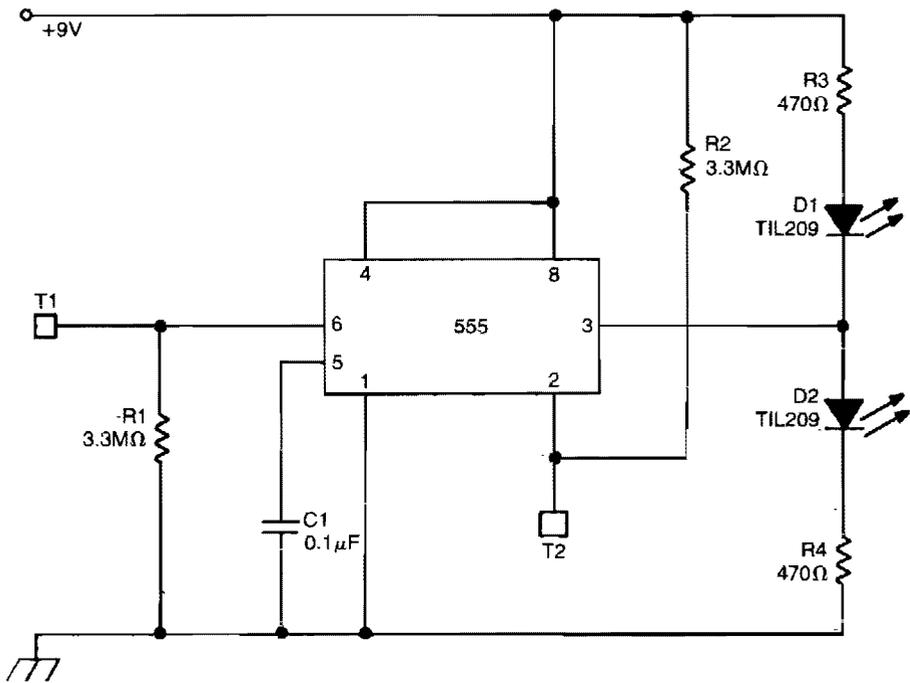 +9V
R3
470Ω
R2
3.3MΩ
D1
TIL209
4
8
T1
6
555
3
5
1
2
D2
TIL209
-R1
3.3MΩ
C1
0.1µF
T2
R4
470Ω